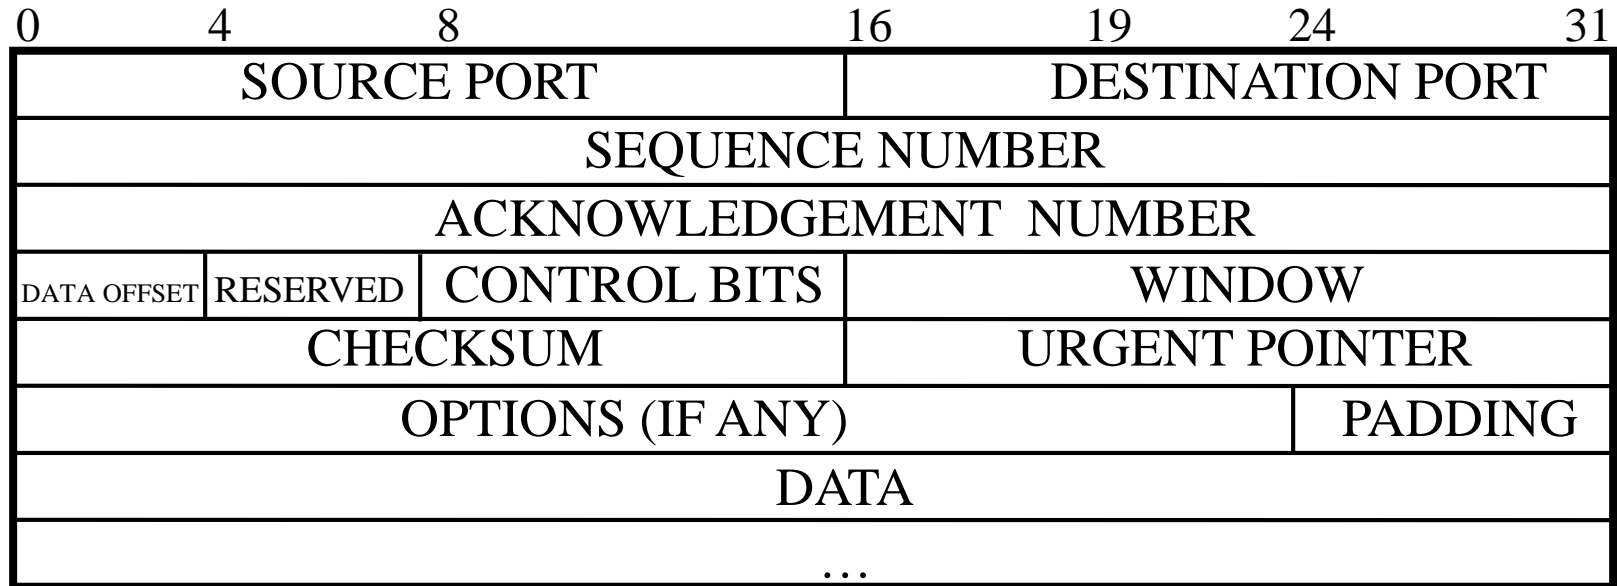 0 4 8 16 19 24 31
SOURCE PORT DESTINATION PORT
SEQUENCE NUMBER
ACKNOWLEDGEMENT NUMBER
DATA OFFSET RESERVED CONTROL BITS WINDOW
CHECKSUM URGENT POINTER
OPTIONS (IF ANY) PADDING
DATA
...